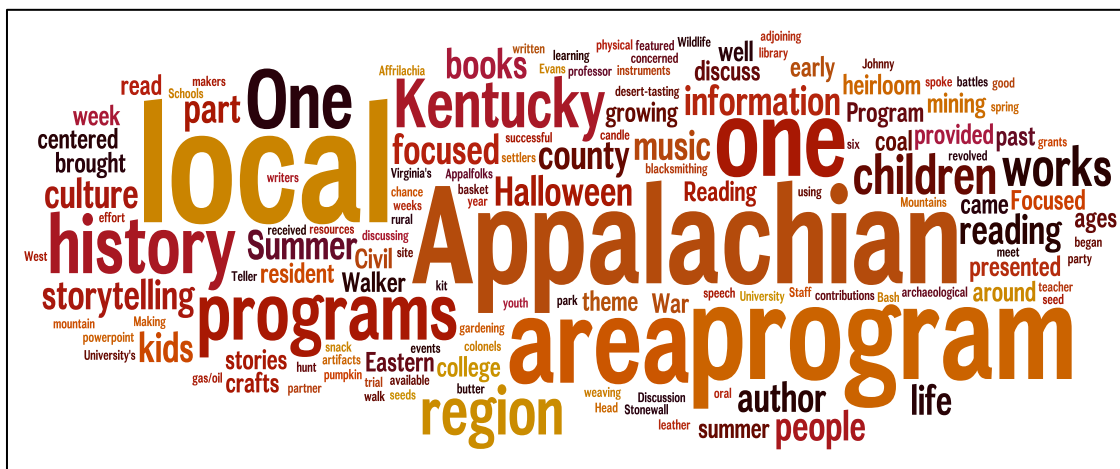 adjoining
written
physical featured Wildlife
well
library
books
learning
concerned
Affrilachia
Evans professor instruments
discuss
early
Johnny
read
makers
Schools
part
One
Kentucky
desert-tasting
heirloom
spoke battles good
week
local
growing
information
Program
mining
spring
centered
focused
successful
candle
county
music
one
six
coal
provided
past
grants
brought
settlers
blacksmithing
revolved
works
culture
writers
Virginia's
Appalfolks
children
chance
basket
Halloween
Reading
using
year
weeks
Appalachian
Mountains
came
Focused
effort
rural
ages
history
received resources
discussing
reading
began
West
Summer
Civil
site
meet
party
Teller
resident
Walker
kit
presented
storytelling
programs
youth
park
theme
War
speech
University
Staff
contributions
Bash
archaeological
around
teacher
seed
mountain
Making
gardening
area
program
powerpoint
University's
kids
snack
events
colonels
stories
hunt
artifacts
Eastern
college
gas/oil
crafts
partner
pumpkin
trial
available
butter
walk
seeds
region
weaving
Discussion
oral
author
life
Head
Stonewall
leather
summer
people